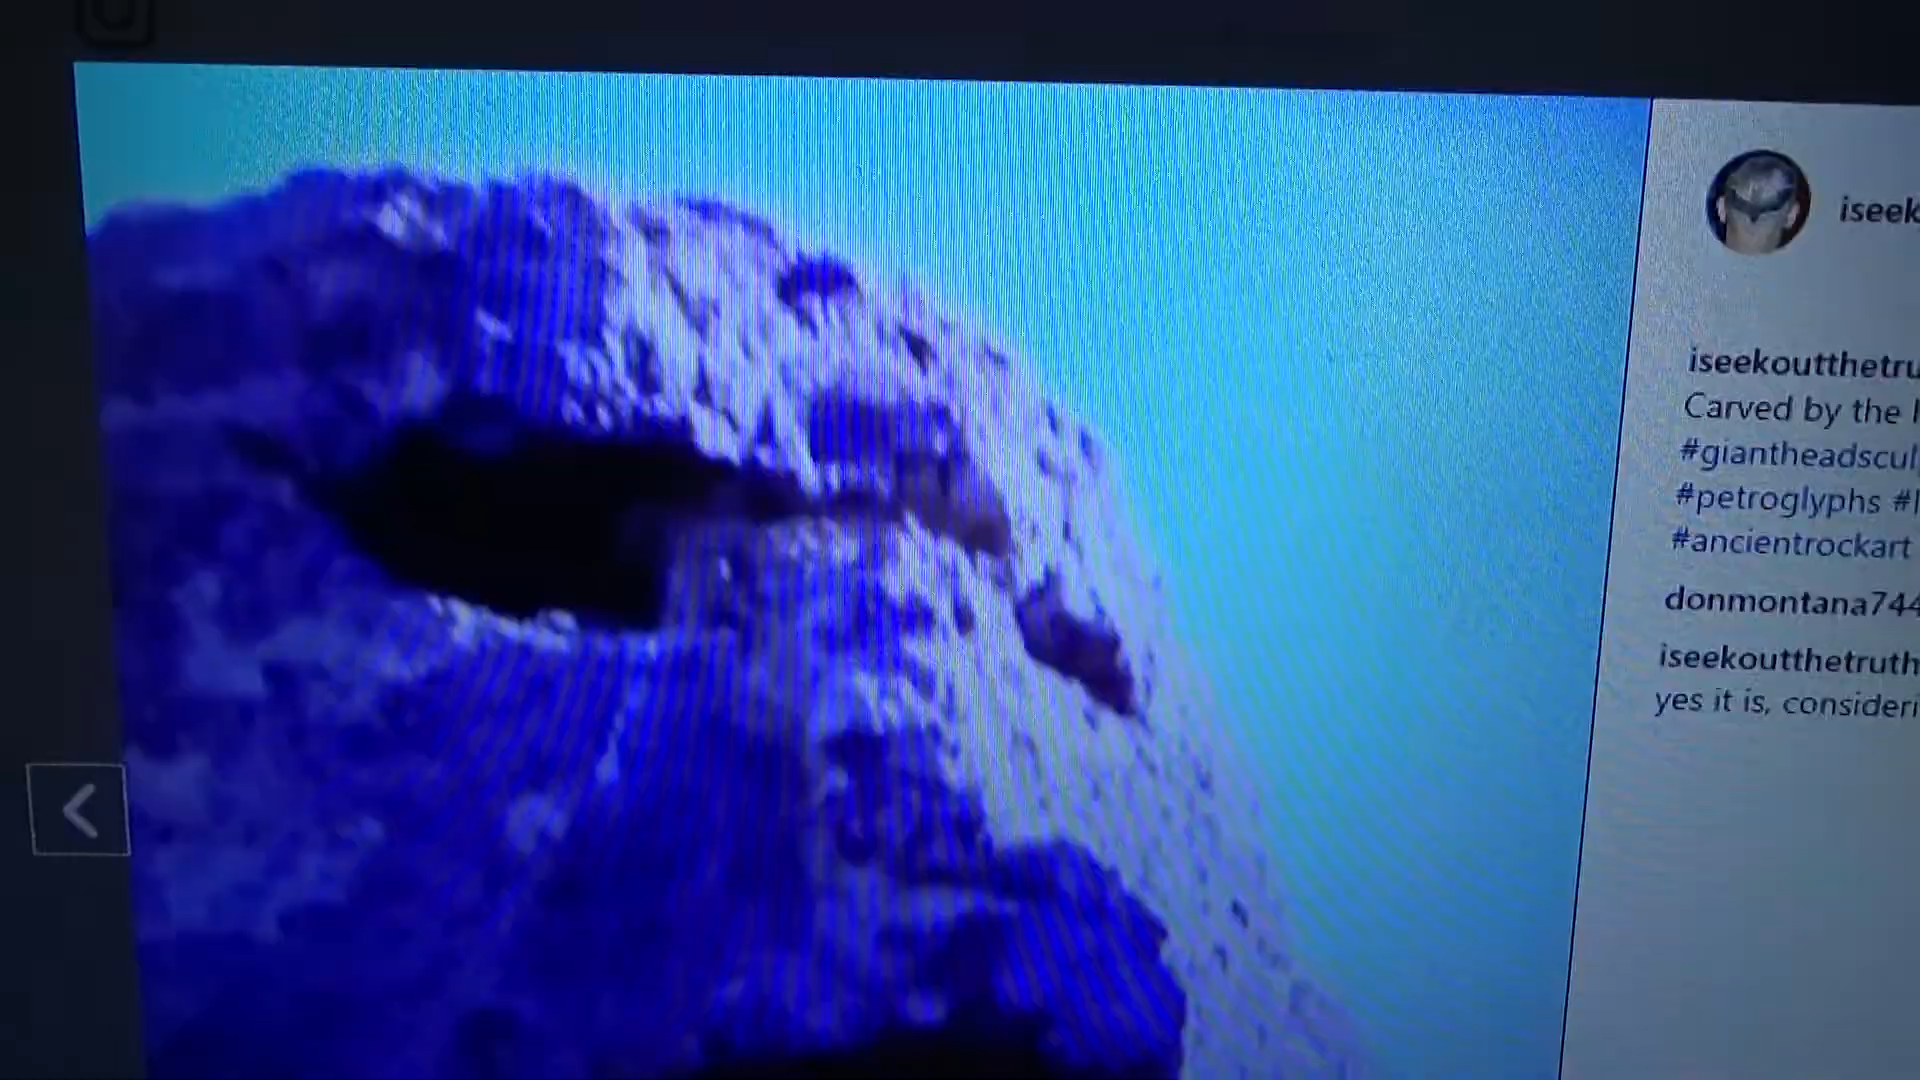 iseek
iseekoutthetru
Carved by the
#giantheadscul
#petroglyphs #
#ancientrockart
donmontana744
iseekoutthetruth
yes it is, consideri